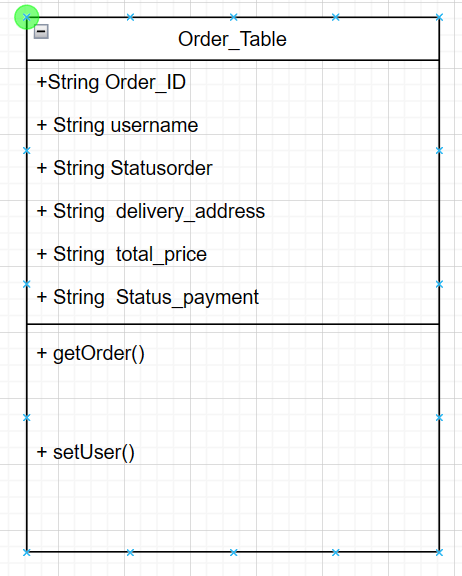 Order_Table
+String Order_ID
+ String username
+ String Statusorder
+ String  delivery_address
+ String  total_price
+ String  Status_payment
+ getOrder()
+ setUser()